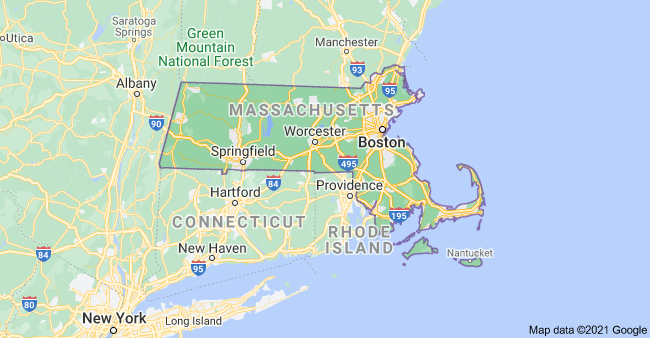 Saratoga
Springs
Utica
Green
Mountain
National Forest
Manchester
93
Albany
95
90
MASSACHUSETTS
Worcester
Boston
Springfield
495
84
Providence
Hartford
195
CONNECTICUT
RHODE
ISLAND
New Haven
Nantucket
84
95
80
New York
Long Island
Map data ©2021 Google